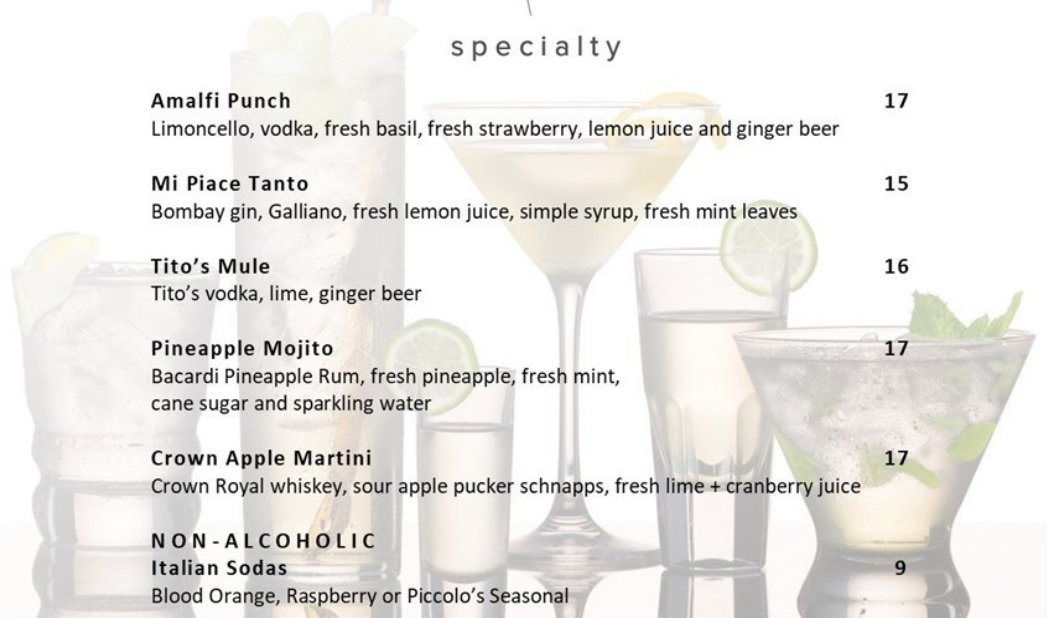 specialty
Amalfi Punch 17
Limoncello, vodka, fresh basil, fresh strawberry, lemon juice and ginger beer
Mi Piace Tanto 15
Bombay gin, Galliano, fresh lemon juice, simple syrup, fresh mint leaves
Tito’s Mule 16
Tito’s vodka, lime, ginger beer
Pineapple Mojito 17
Bacardi Pineapple Rum, fresh pineapple, fresh mint,
cane sugar and sparkling water
Crown Apple Martini 17
Crown Royal whiskey, sour apple pucker schnapps, fresh lime + cranberry juice
NON-ALCOHOLIC
Italian Sodas 9
Blood Orange, Raspberry or Piccolo’s Seasonal